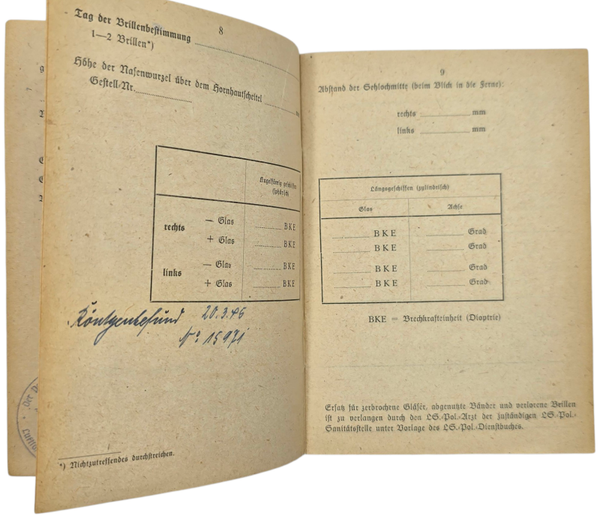 8
Tag der Brillenbestimmung
1—2 Brillen*)
Höhe der Nasenwurzel über dem Hornhautscheitel
Gestell-Nr.
rechts — Glas BKE
+ Glas BKE
links — Glas BKE
+ Glas BKE
Röntgenbefund 20.3.46
No 15971
*) Nichtzutreffendes durchstreichen.
9
Abstand der Sehlochmitte (beim Blick in die Ferne):
rechts mm
links mm
Längsgeschliffen (zylindrisch)
Glas Achse
BKE Grad
BKE Grad
BKE Grad
BKE Grad
BKE = Brechkrafteinheit (Dioptrie)
Ersatz für zerbrochene Gläser, abgenutzte Bänder und verlorene Brillen
ist zu verlangen durch den LS.-Pol.-Arzt der zuständigen LS.-Pol.-
Sanitätsstelle unter Vorlage des LS.-Pol.-Dienstbuches.